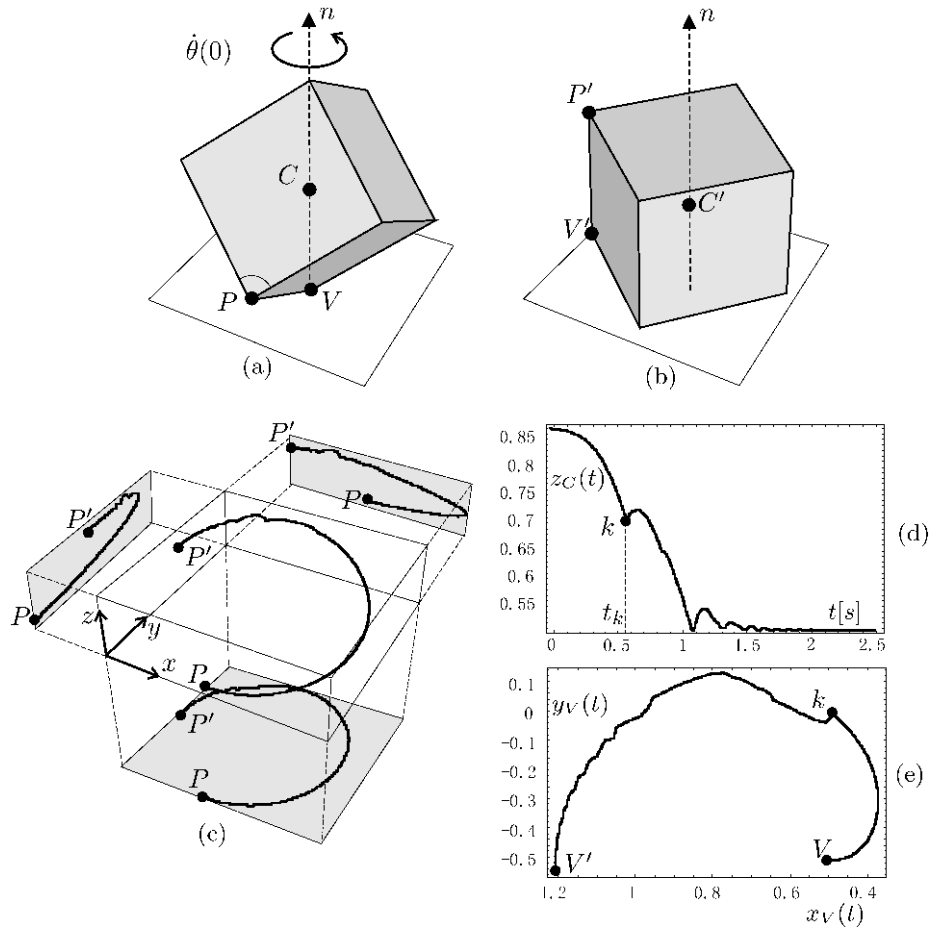 n
θ̇(0)
C
P
V
(a)
n
P′
C′
V′
(b)
P′
P
P′
P
P′
z
y
x
P
P′
P
(c)
0.85
0.8
0.75
0.7
0.65
0.6
0.55
z_C(t)
k
t_k
t[s]
0
0.5
1
1.5
2
2.5
(d)
0.1
0
-0.1
-0.2
-0.3
-0.4
-0.5
y_V(t)
k
V
V′
1.2
1
0.8
0.6
0.4
x_V(t)
(e)